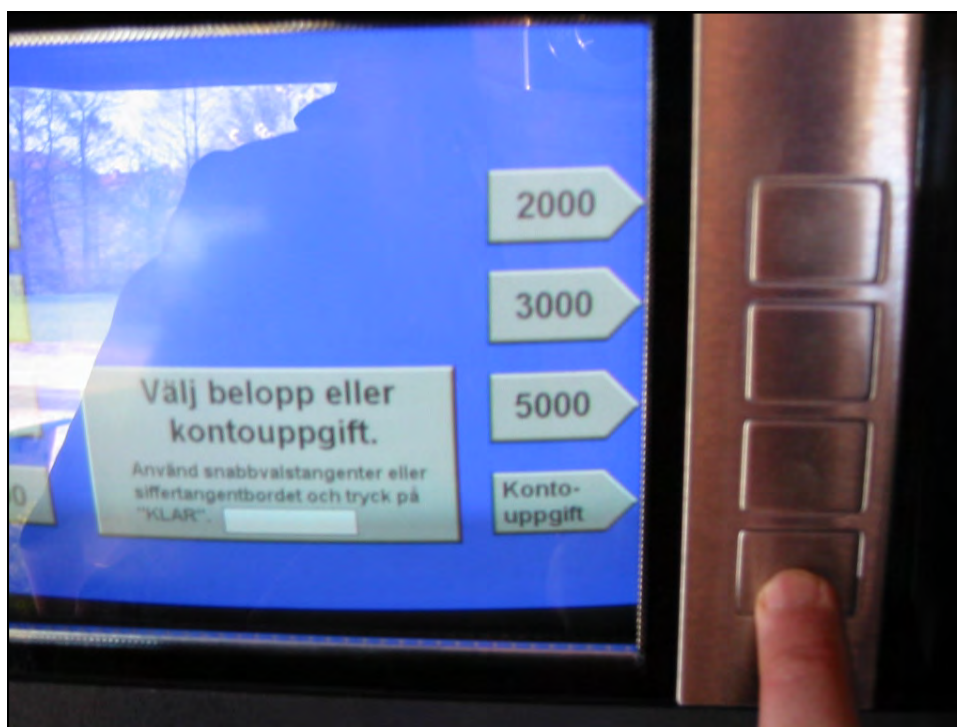 2000
3000
5000
Välj belopp eller
kontouppgift.
Använd snabbvalstangenter eller
siffertangentbordet och tryck på
"KLAR".
Konto-
uppgift